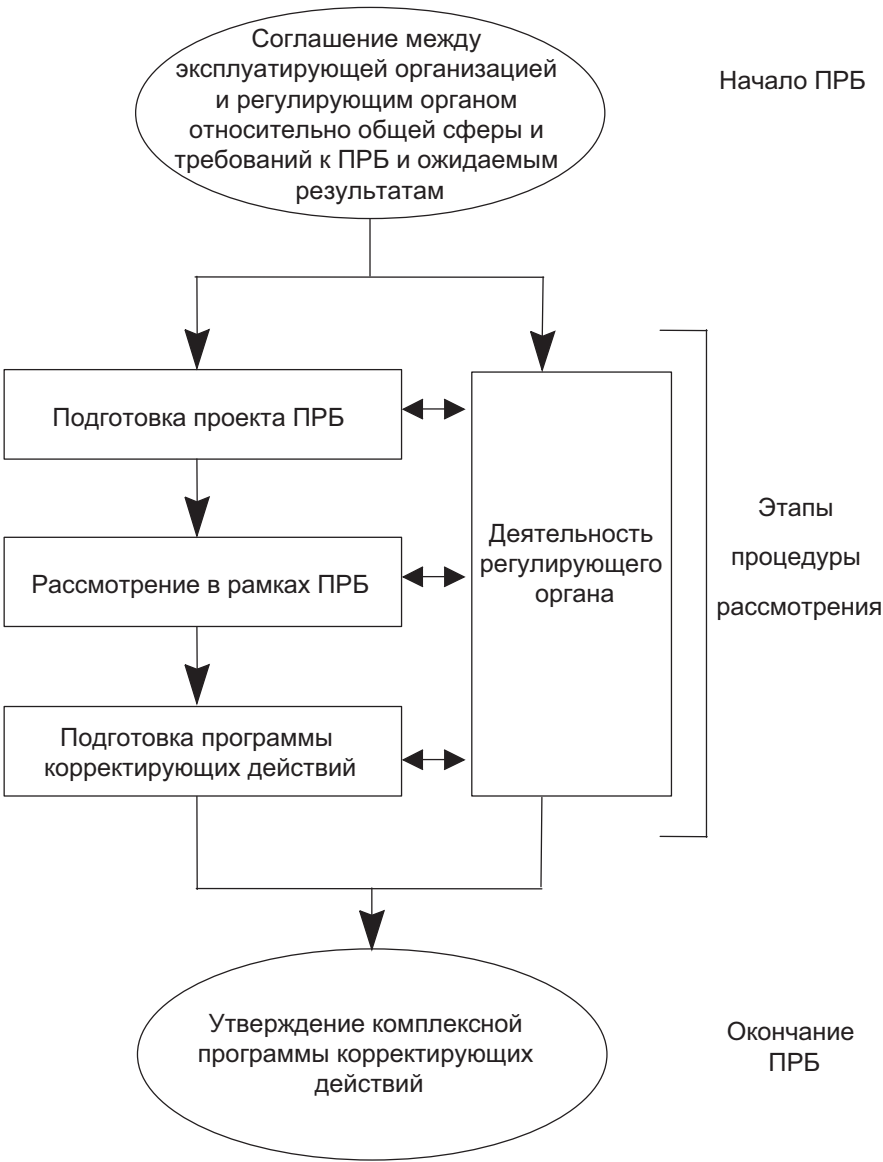 Соглашение между
эксплуатирующей организацией
и регулирующим органом
относительно общей сферы и
требований к ПРБ и ожидаемым
результатам
Начало ПРБ
Подготовка проекта ПРБ
Рассмотрение в рамках ПРБ
Подготовка программы
корректирующих действий
Деятельность
регулирующего
органа
Этапы
процедуры
рассмотрения
Утверждение комплексной
программы корректирующих
действий
Окончание
ПРБ